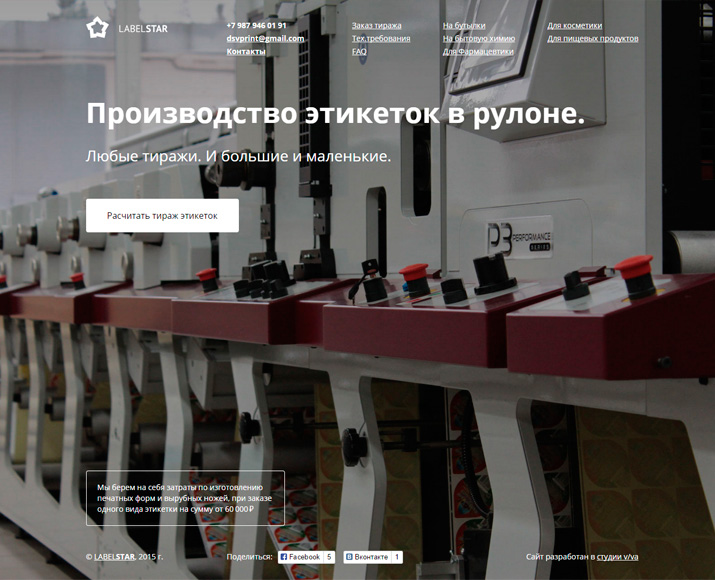 LABELSTAR
+7 987 946 01 91
dsvprint@gmail.com
Контакты
Заказ тиража
Тех.требования
FAQ
На бутылки
На бытовую химию
Для Фармацевтики
Для косметики
Для пищевых продуктов
Производство этикеток в рулоне.
Любые тиражи. И большие и маленькие.
Расчитать тираж этикеток
P3 PERFORMANCE
SERIES
Мы берем на себя затраты по изготовлению
печатных форм и вырубных ножей, при заказе
одного вида этикетки на сумму от 60 000 ₽
© LABELSTAR, 2015 г.
Поделиться: Facebook 5 Вконтакте 1
Сайт разработан в студии v/va